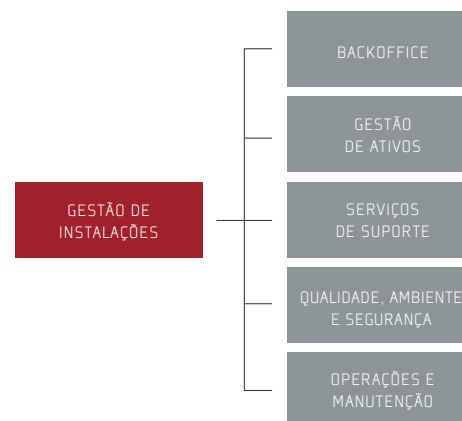 BACKOFFICE
GESTÃO
DE ATIVOS
GESTÃO DE
INSTALAÇÕES
SERVIÇOS
DE SUPORTE
QUALIDADE, AMBIENTE
E SEGURANÇA
OPERAÇÕES E
MANUTENÇÃO